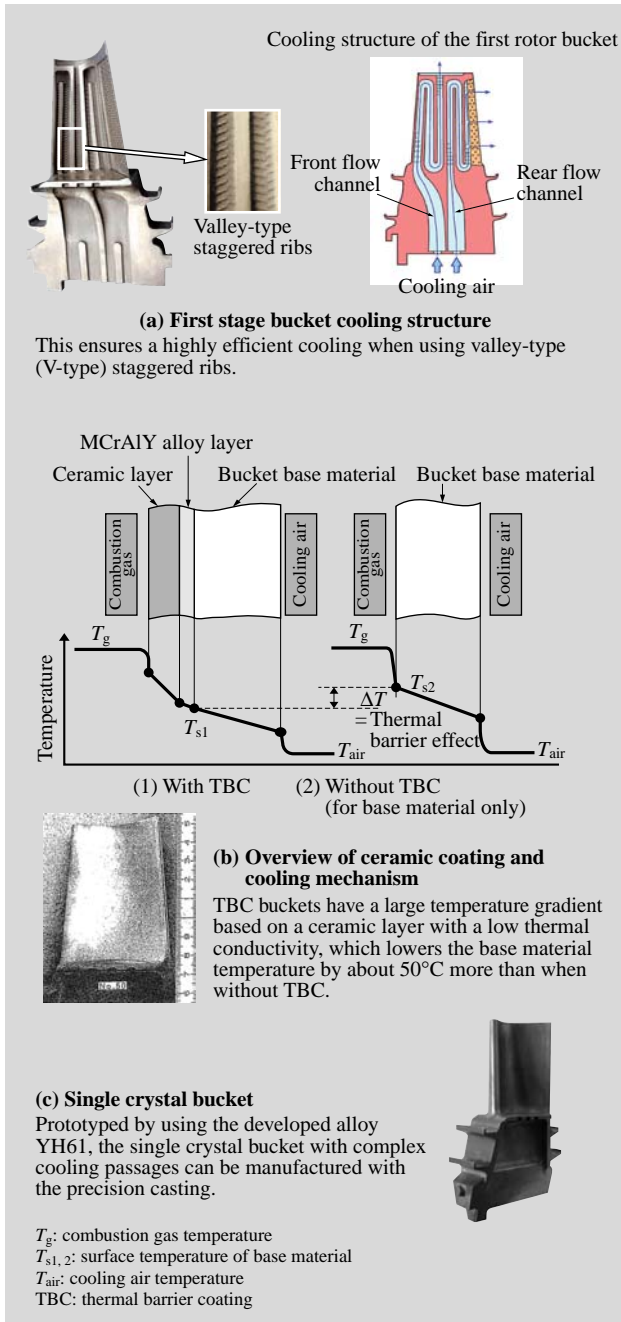 Cooling structure of the first rotor bucket
Front flow
channel
Rear flow
channel
Valley-type
staggered ribs
Cooling air
(a) First stage bucket cooling structure
This ensures a highly efficient cooling when using valley-type
(V-type) staggered ribs.
MCrAlY alloy layer
Ceramic layer
Bucket base material
Bucket base material
Combustion
gas
Cooling air
Combustion
gas
Cooling air
Temperature
Tg
Ts1
Tair
Tg
Ts2
ΔT
= Thermal
barrier effect
Tair
(1) With TBC
(2) Without TBC
(for base material only)
No.60
(b) Overview of ceramic coating and
cooling mechanism
TBC buckets have a large temperature gradient
based on a ceramic layer with a low thermal
conductivity, which lowers the base material
temperature by about 50°C more than when
without TBC.
(c) Single crystal bucket
Prototyped by using the developed alloy
YH61, the single crystal bucket with complex
cooling passages can be manufactured with
the precision casting.
Tg: combustion gas temperature
Ts1, 2: surface temperature of base material
Tair: cooling air temperature
TBC: thermal barrier coating